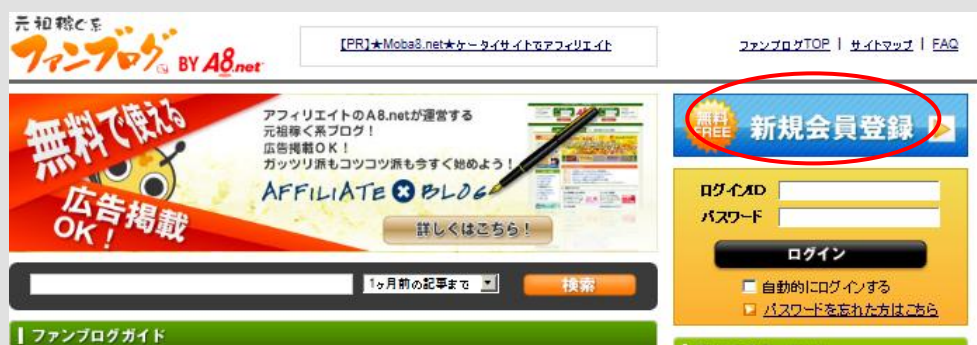 元祖稼ぐ系
ファンブログ BY A8.net
【PR】★Moba8.net★ケータイサイトでアフィリエイト
ファンブログTOP | サイトマップ | FAQ
無料で使える
広告掲載
OK!
アフィリエイトのA8.netが運営する
元祖稼ぐ系ブログ!
広告掲載OK!
ガッツリ派もコツコツ派も今すぐ始めよう!
AFFILIATE × BLOG
詳しくはこちら!
無料
FREE
新規会員登録
ログインID
パスワード
ログイン
自動的にログインする
パスワードを忘れた方はこちら
1ヶ月前の記事まで
検索
ファンブログガイド